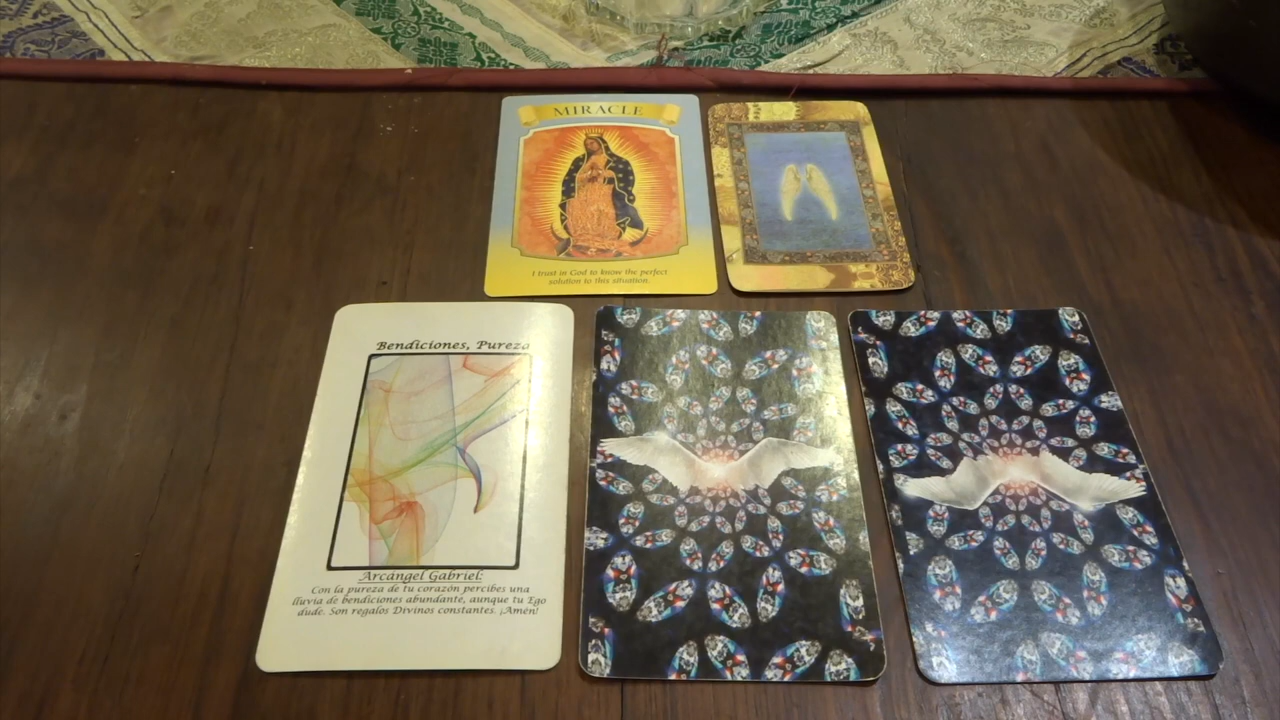 MIRACLE
I trust in God to know the perfect
solution to this situation.
Bendiciones, Pureza
Arcángel Gabriel:
Con la pureza de tu corazón percibes una
lluvia de bendiciones abundante, aunque tu Ego
dude. Son regalos Divinos constantes. ¡Amén!